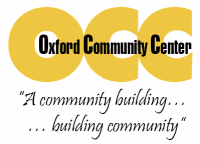 OCC
Oxford Community Center
"A community building...
... building community"